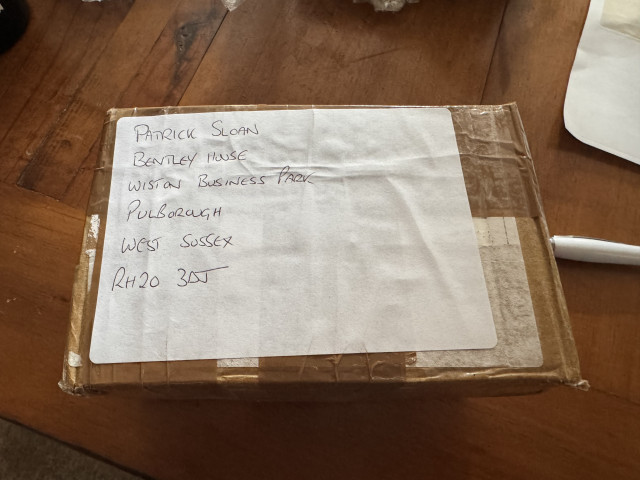 PATRICK SLOAN
BENTLEY HOUSE
WISTON BUSINESS PARK
PULBOROUGH
WEST SUSSEX
RH20 3DJ